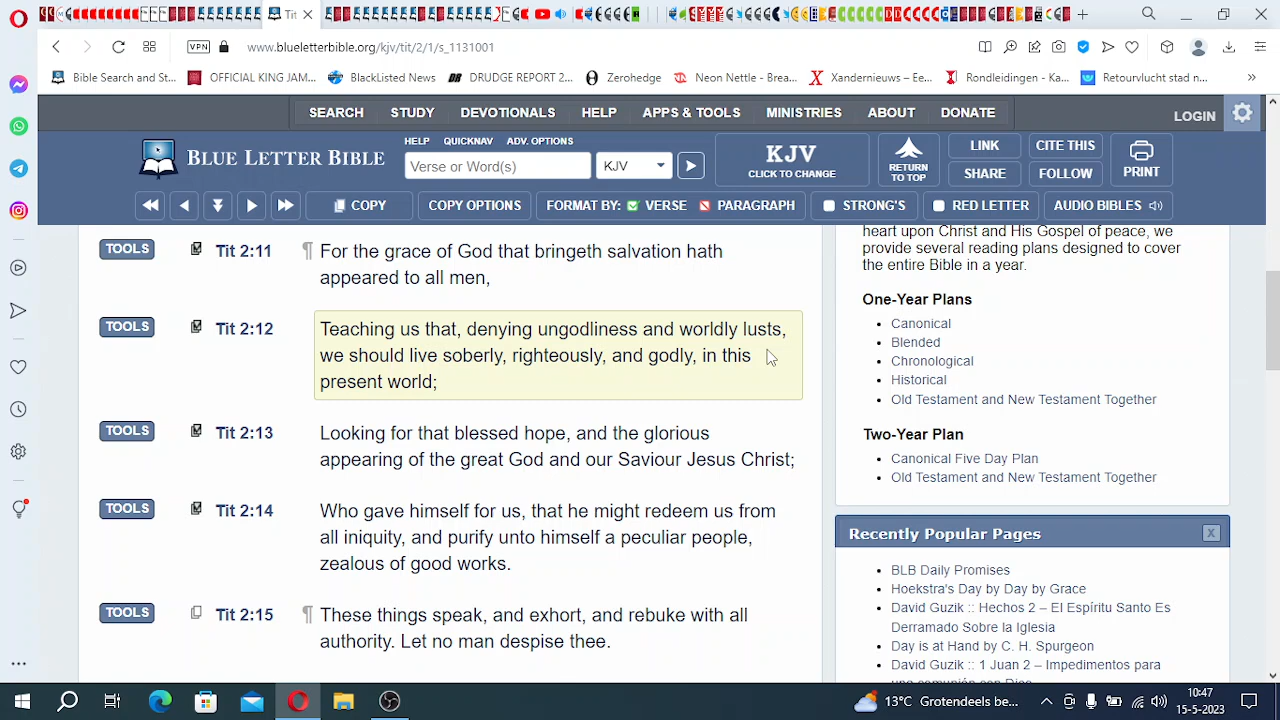 Tit
www.blueletterbible.org/kjv/tit/2/1/s_1131001
VPN
Bible Search and St...
OFFICIAL KING JAM...
BlackListed News
DRUDGE REPORT 2...
Zerohedge
Neon Nettle - Brea...
Xandernieuws – Ee...
Rondleidingen - Ka...
Retourvlucht stad n...
»
SEARCH STUDY DEVOTIONALS HELP APPS & TOOLS MINISTRIES ABOUT DONATE
LOGIN
BLUE LETTER BIBLE
HELP QUICKNAV ADV. OPTIONS
Verse or Word(s)
KJV
KJV
CLICK TO CHANGE
RETURN
TO TOP
LINK
CITE THIS
SHARE
FOLLOW
PRINT
COPY
COPY OPTIONS
FORMAT BY: VERSE PARAGRAPH
STRONG'S
RED LETTER
AUDIO BIBLES
TOOLS
Tit 2:11
¶ For the grace of God that bringeth salvation hath
appeared to all men,
TOOLS
Tit 2:12
Teaching us that, denying ungodliness and worldly lusts,
we should live soberly, righteously, and godly, in this
present world;
TOOLS
Tit 2:13
Looking for that blessed hope, and the glorious
appearing of the great God and our Saviour Jesus Christ;
TOOLS
Tit 2:14
Who gave himself for us, that he might redeem us from
all iniquity, and purify unto himself a peculiar people,
zealous of good works.
TOOLS
Tit 2:15
¶ These things speak, and exhort, and rebuke with all
authority. Let no man despise thee.
heart upon Christ and His Gospel of peace, we
provide several reading plans designed to cover
the entire Bible in a year.
One-Year Plans
Canonical
Blended
Chronological
Historical
Old Testament and New Testament Together
Two-Year Plan
Canonical Five Day Plan
Old Testament and New Testament Together
Recently Popular Pages
X
BLB Daily Promises
Hoekstra's Day by Day by Grace
David Guzik :: Hechos 2 – El Espíritu Santo Es
Derramado Sobre la Iglesia
Day is at Hand by C. H. Spurgeon
David Guzik :: 1 Juan 2 – Impedimentos para
13°C Grotendeels be...
10:47
15-5-2023